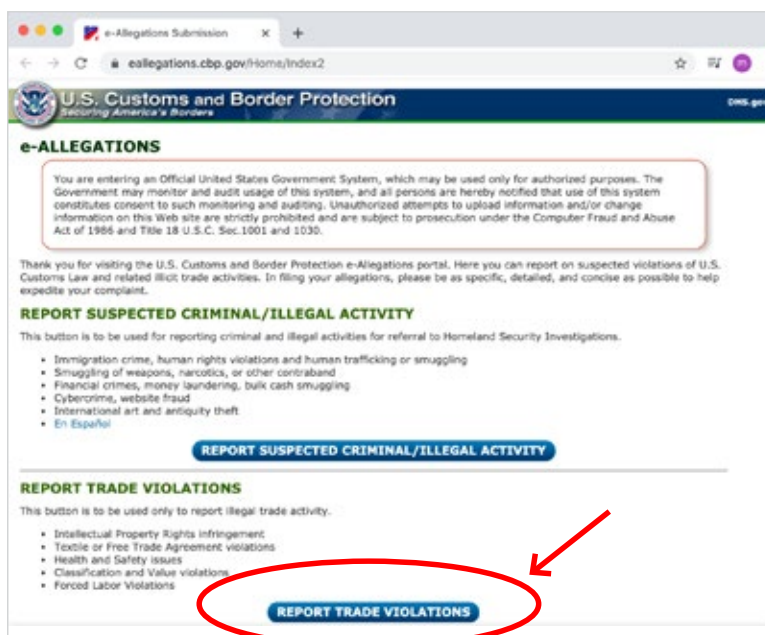 e-Allegations Submission
eallegations.cbp.gov/Home/Index2
U.S. Customs and Border Protection
Securing America's Borders
DHS.gov
e-ALLEGATIONS
You are entering an Official United States Government System, which may be used only for authorized purposes. The
Government may monitor and audit usage of this system, and all persons are hereby notified that use of this system
constitutes consent to such monitoring and auditing. Unauthorized attempts to upload information and/or change
information on this Web site are strictly prohibited and are subject to prosecution under the Computer Fraud and Abuse
Act of 1986 and Title 18 U.S.C. Sec.1001 and 1030.
Thank you for visiting the U.S. Customs and Border Protection e-Allegations portal. Here you can report on suspected violations of U.S.
Customs Law and related illicit trade activities. In filing your allegations, please be as specific, detailed, and concise as possible to help
expedite your complaint.
REPORT SUSPECTED CRIMINAL/ILLEGAL ACTIVITY
This button is to be used for reporting criminal and illegal activities for referral to Homeland Security Investigations.
Immigration crime, human rights violations and human trafficking or smuggling
Smuggling of weapons, narcotics, or other contraband
Financial crimes, money laundering, bulk cash smuggling
Cybercrime, website fraud
International art and antiquity theft
En Español
REPORT SUSPECTED CRIMINAL/ILLEGAL ACTIVITY
REPORT TRADE VIOLATIONS
This button is to be used only to report illegal trade activity.
Intellectual Property Rights infringement
Textile or Free Trade Agreement violations
Health and Safety issues
Classification and Value violations
Forced Labor Violations
REPORT TRADE VIOLATIONS